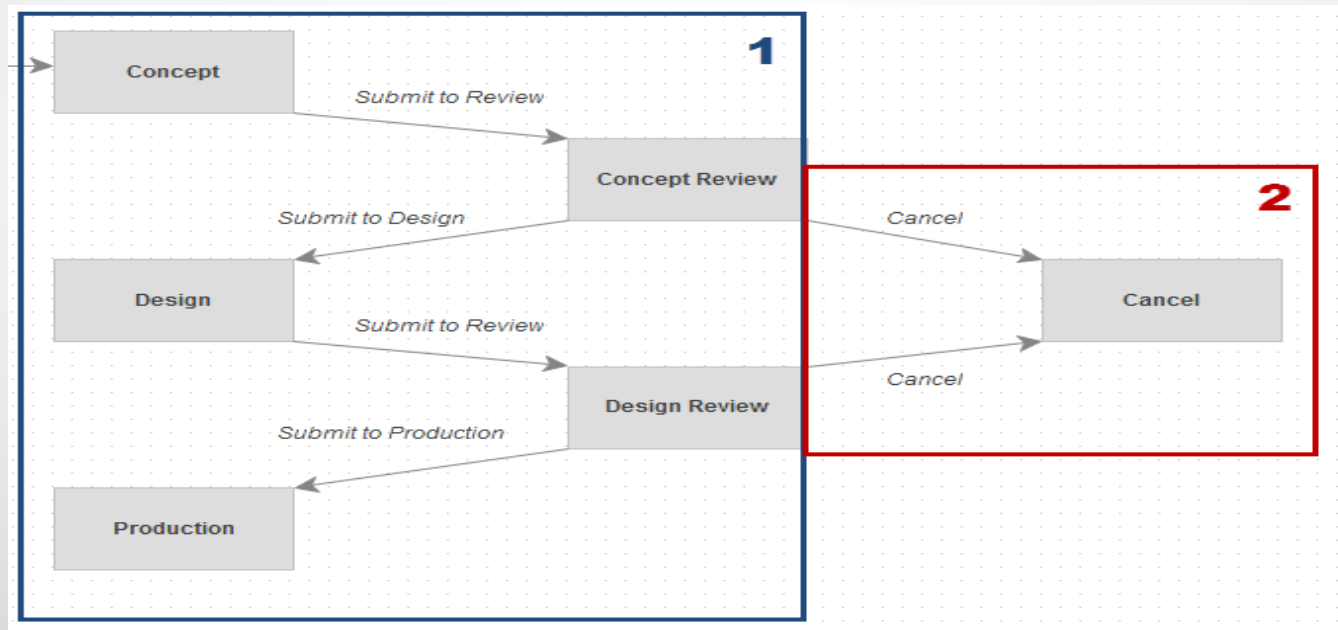 1
Concept
Submit to Review
Concept Review
2
Submit to Design
Cancel
Design
Cancel
Submit to Review
Cancel
Design Review
Submit to Production
Production